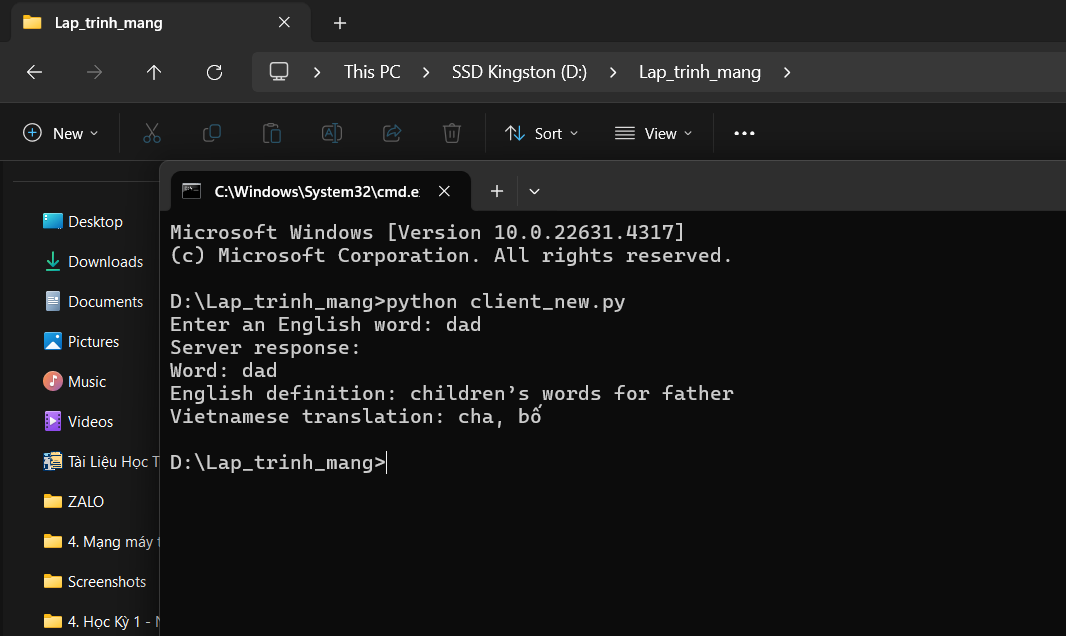 Lap_trinh_mang
This PC > SSD Kingston (D:) > Lap_trinh_mang >
New Sort View
C:\Windows\System32\cmd.e
Desktop
Downloads
Documents
Pictures
Music
Videos
Tài Liệu Học T
ZALO
4. Mạng máy t
Screenshots
4. Học Kỳ 1 - N
Microsoft Windows [Version 10.0.22631.4317]
(c) Microsoft Corporation. All rights reserved.
D:\Lap_trinh_mang>python client_new.py
Enter an English word: dad
Server response:
Word: dad
English definition: children’s words for father
Vietnamese translation: cha, bố
D:\Lap_trinh_mang>